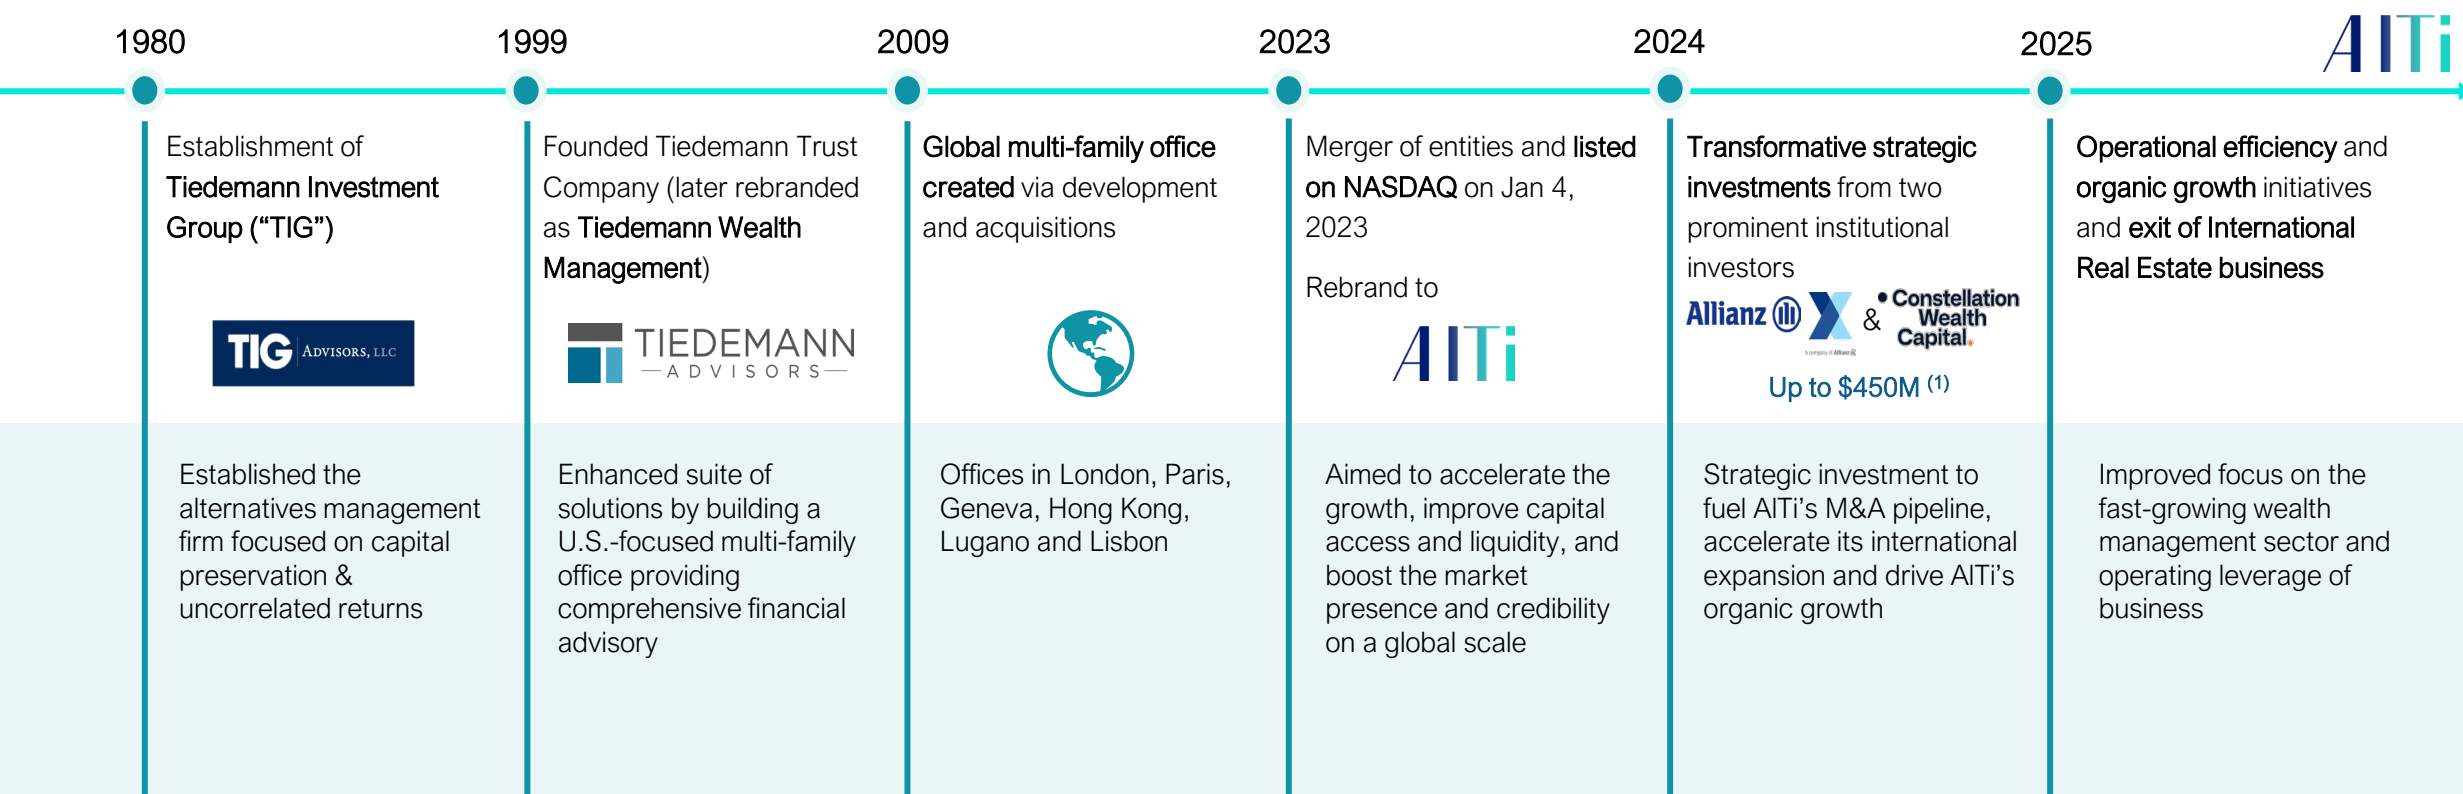 1980
1999
2009
2023
2024
2025
AlTi
Establishment of
Tiedemann Investment
Group (“TIG”)
TIG ADVISORS, LLC
Founded Tiedemann Trust
Company (later rebranded
as Tiedemann Wealth
Management)
TIEDEMANN
ADVISORS
Global multi-family office
created via development
and acquisitions
Merger of entities and listed
on NASDAQ on Jan 4,
2023
Rebrand to
AlTi
Transformative strategic
investments from two
prominent institutional
investors
Allianz X & Constellation
Wealth
Capital.
A company of Allianz
Up to $450M (1)
Operational efficiency and
organic growth initiatives
and exit of International
Real Estate business
Established the
alternatives management
firm focused on capital
preservation &
uncorrelated returns
Enhanced suite of
solutions by building a
U.S.-focused multi-family
office providing
comprehensive financial
advisory
Offices in London, Paris,
Geneva, Hong Kong,
Lugano and Lisbon
Aimed to accelerate the
growth, improve capital
access and liquidity, and
boost the market
presence and credibility
on a global scale
Strategic investment to
fuel AlTi’s M&A pipeline,
accelerate its international
expansion and drive AlTi’s
organic growth
Improved focus on the
fast-growing wealth
management sector and
operating leverage of
business